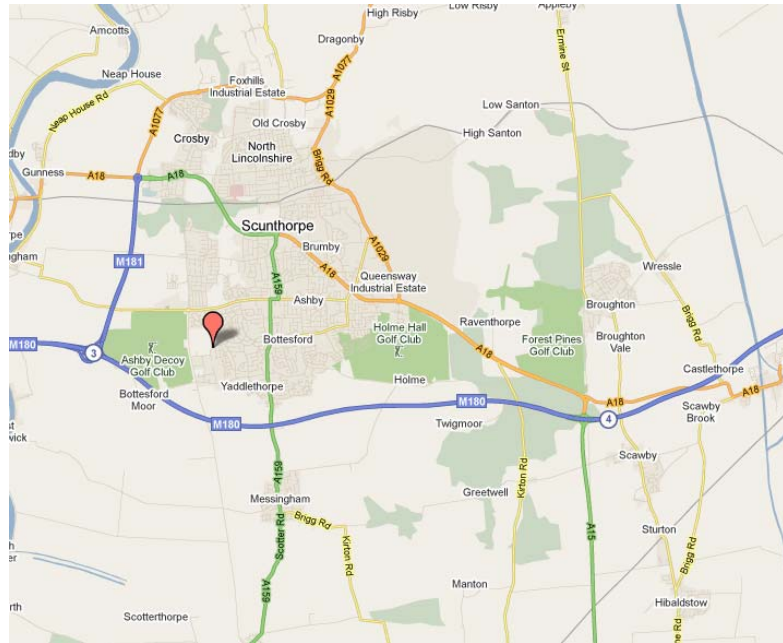 High Risby
Low Risby
Appleby
Amcotts
Dragonby
Ermine St
Neap House
A1077
Foxhills
Industrial Estate
A1077
A1029
Neap House Rd
Low Santon
A1077
Old Crosby
Crosby
High Santon
North
Lincolnshire
Brigg Rd
Gunness
A18
A18
Scunthorpe
Brumby
A1029
M181
A18
Wressle
A159
Queensway
Industrial Estate
Ashby
Broughton
Brigg Rd
Raventhorpe
M180
3
Ashby Decoy
Golf Club
Bottesford
Holme Hall
Golf Club
A18
Forest Pines
Golf Club
Broughton
Vale
Castlethorpe
Yaddlethorpe
Holme
Bottesford
Moor
M180
A18
A18
M180
4
Scawby
Brook
Twigmoor
Scawby
A159
Kirton Rd
Greetwell
Messingham
Brigg Rd
Sturton
Scotter Rd
Kirton Rd
A15
Brigg Rd
Manton
A159
Hibaldstow
Scotterthorpe